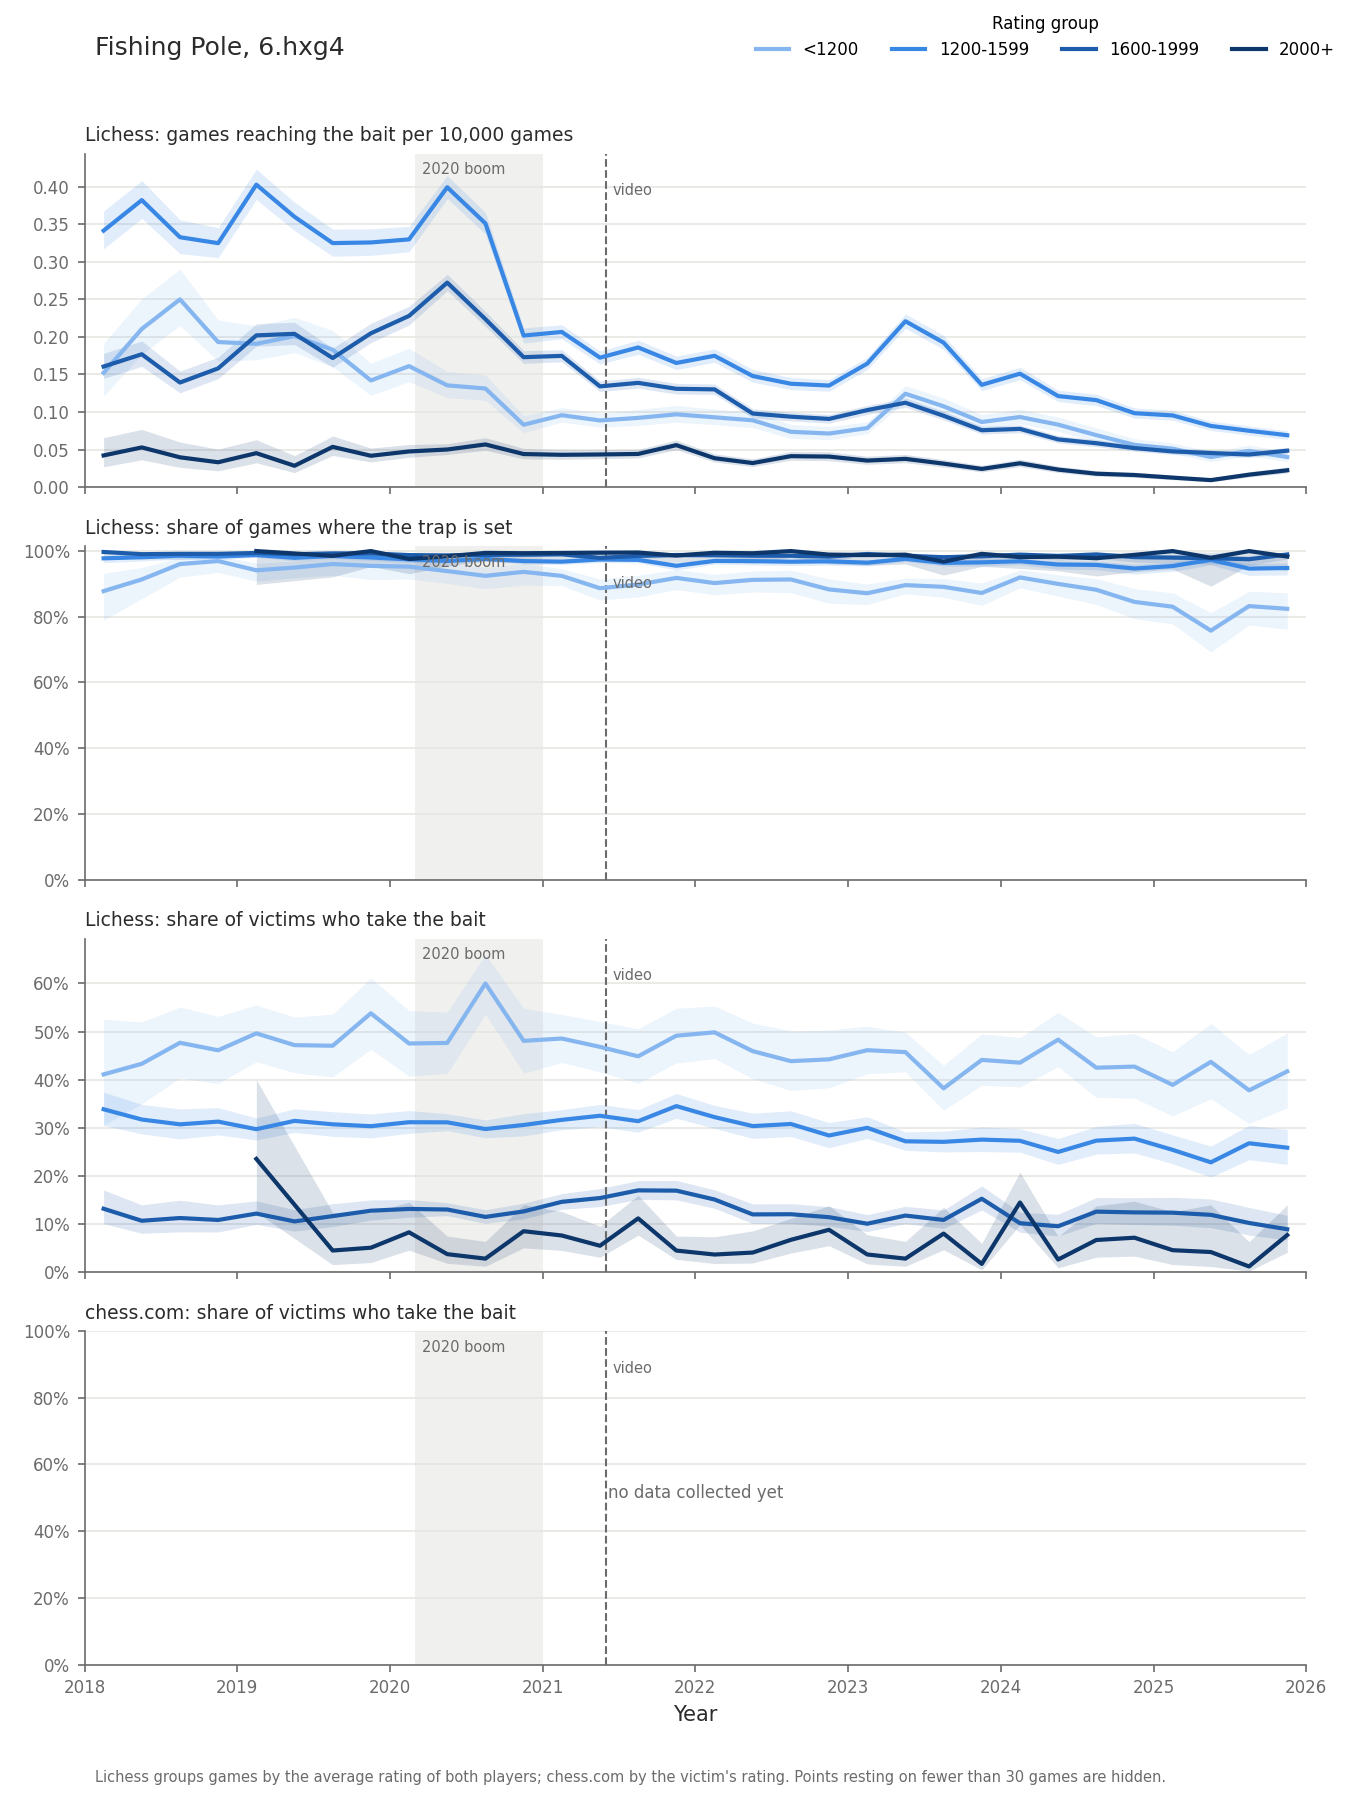 Fishing Pole, 6.hxg4
Rating group
<1200
1200-1599
1600-1999
2000+
Lichess: games reaching the bait per 10,000 games
2020 boom
video
0.40
0.35
0.30
0.25
0.20
0.15
0.10
0.05
0.00
Lichess: share of games where the trap is set
2020 boom
video
100%
80%
60%
40%
20%
0%
Lichess: share of victims who take the bait
2020 boom
video
60%
50%
40%
30%
20%
10%
0%
chess.com: share of victims who take the bait
100%
2020 boom
video
80%
60%
no data collected yet
40%
20%
0%
2018 2019 2020 2021 2022 2023 2024 2025 2026
Year
Lichess groups games by the average rating of both players; chess.com by the victim's rating. Points resting on fewer than 30 games are hidden.